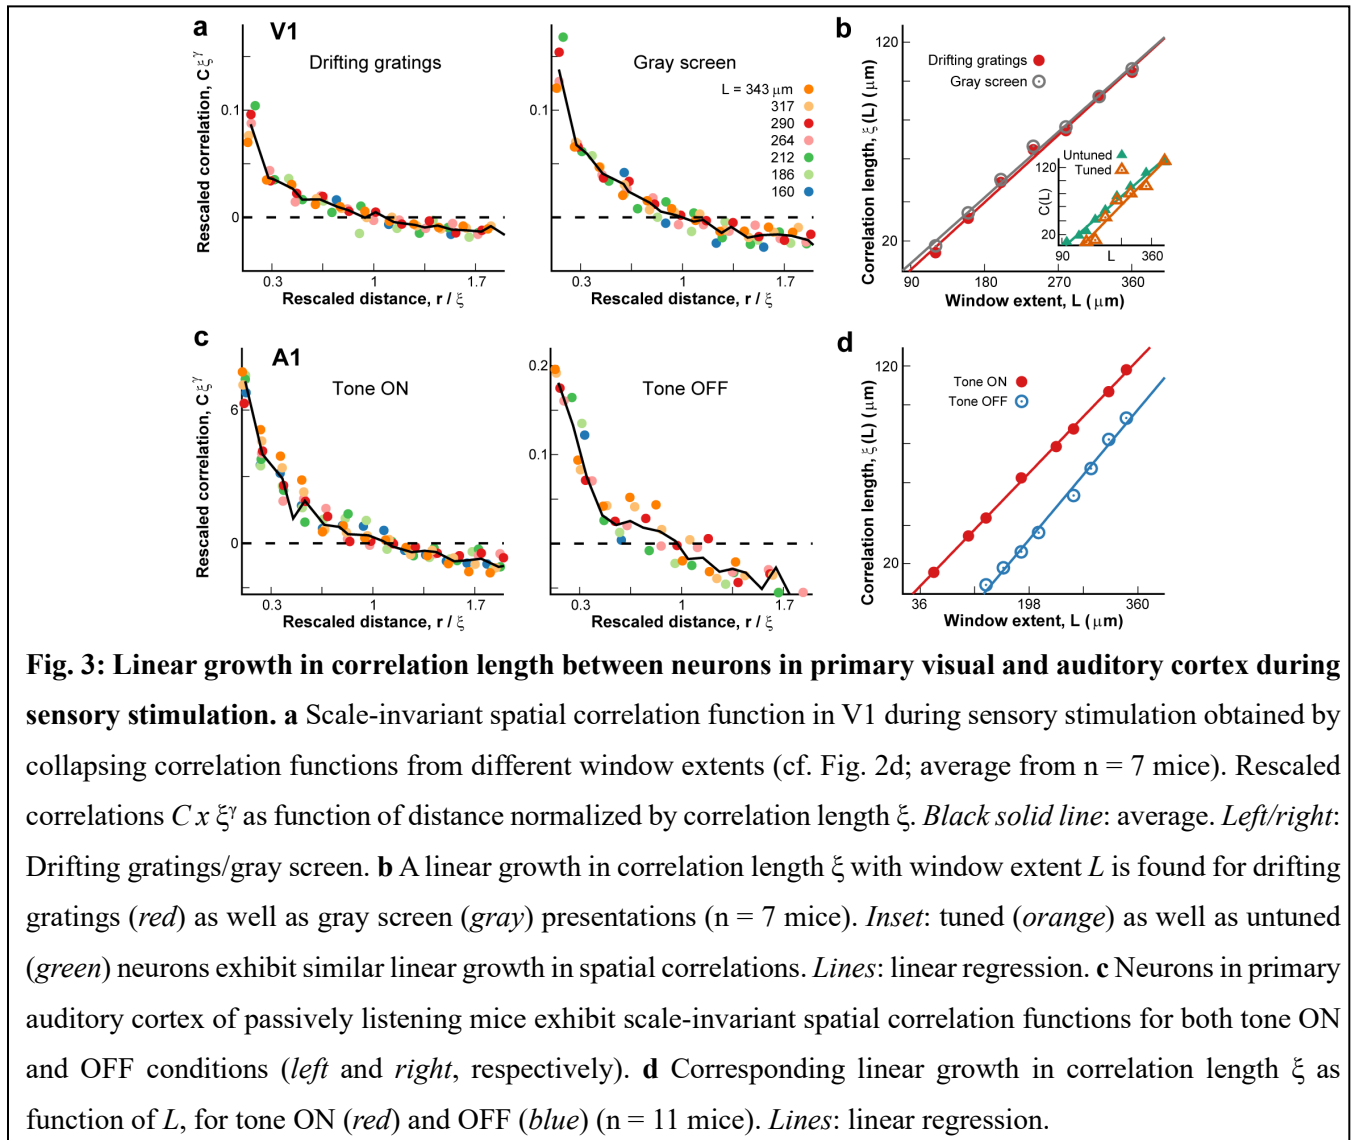 a
V1
Drifting gratings
Gray screen
Rescaled correlation, Cξ^γ
0.1
0
0.3
1
1.7
Rescaled distance, r / ξ
0.1
L = 343 μm
317
290
264
212
186
160
0.3
1
1.7
Rescaled distance, r / ξ
b
Correlation length, ξ (L) (μm)
120
20
Drifting gratings
Gray screen
Untuned
Tuned
C(L)
120
20
90
L
360
90
180
270
360
Window extent, L (μm)
c
A1
Tone ON
Tone OFF
Rescaled correlation, Cξ^γ
6
0
0.3
1
1.7
Rescaled distance, r / ξ
0.2
0.1
0.3
1
1.7
Rescaled distance, r / ξ
d
Correlation length, ξ (L) (μm)
120
20
Tone ON
Tone OFF
36
198
360
Window extent, L (μm)
Fig. 3: Linear growth in correlation length between neurons in primary visual and auditory cortex during
sensory stimulation. a Scale-invariant spatial correlation function in V1 during sensory stimulation obtained by
collapsing correlation functions from different window extents (cf. Fig. 2d; average from n = 7 mice). Rescaled
correlations C x ξ^γ as function of distance normalized by correlation length ξ. Black solid line: average. Left/right:
Drifting gratings/gray screen. b A linear growth in correlation length ξ with window extent L is found for drifting
gratings (red) as well as gray screen (gray) presentations (n = 7 mice). Inset: tuned (orange) as well as untuned
(green) neurons exhibit similar linear growth in spatial correlations. Lines: linear regression. c Neurons in primary
auditory cortex of passively listening mice exhibit scale-invariant spatial correlation functions for both tone ON
and OFF conditions (left and right, respectively). d Corresponding linear growth in correlation length ξ as
function of L, for tone ON (red) and OFF (blue) (n = 11 mice). Lines: linear regression.